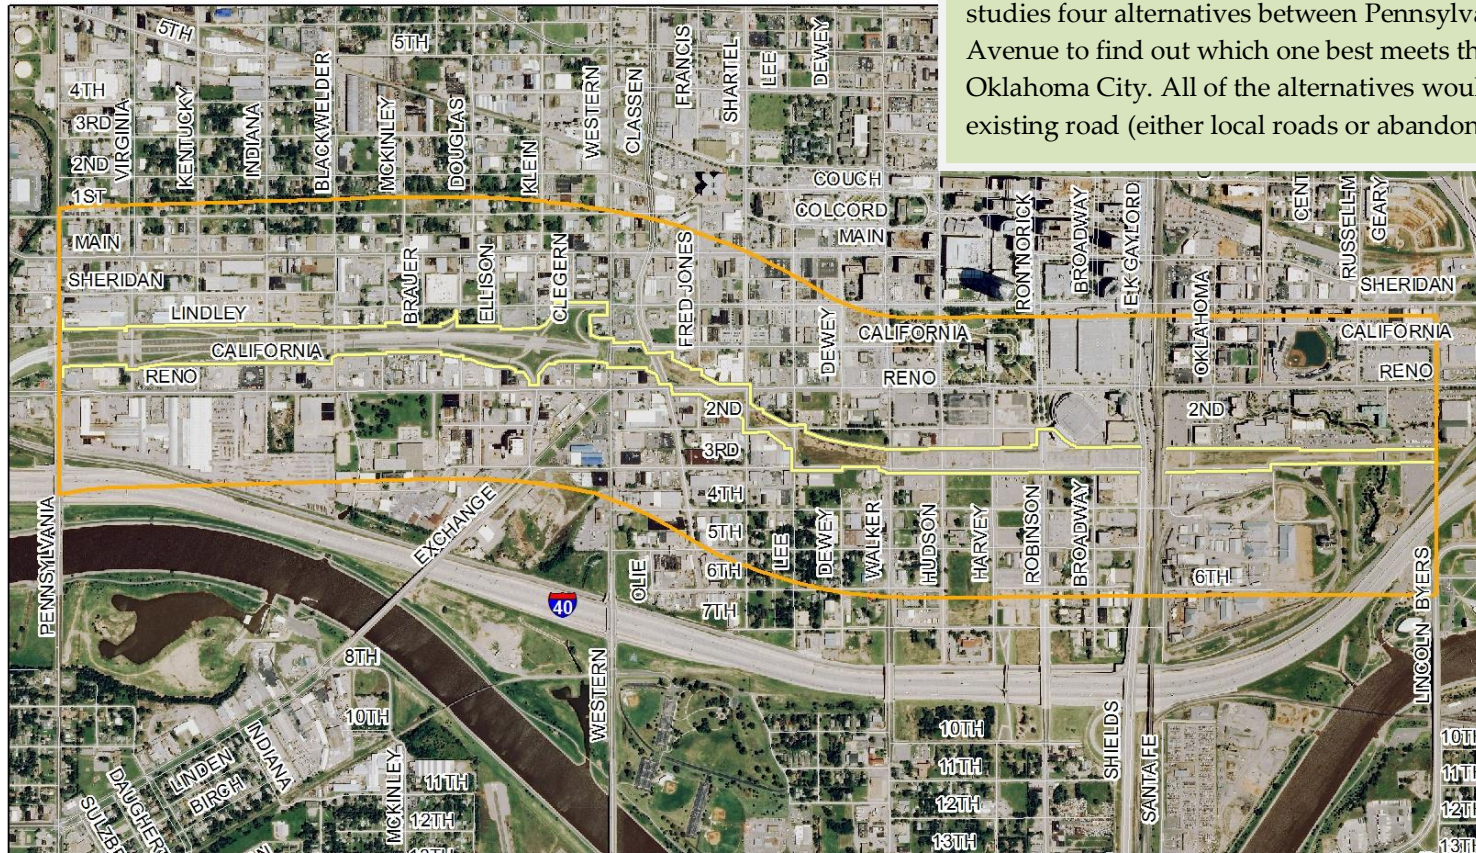 studies four alternatives between Pennsylva
Avenue to find out which one best meets th
Oklahoma City. All of the alternatives woul
existing road (either local roads or abandon
5TH
5TH
4TH
3RD
2ND
1ST
VIRGINIA
KENTUCKY
INDIANA
BLACKWELDER
MCKINLEY
DOUGLAS
KLEIN
WESTERN
CLASSEN
FRANCIS
SHARTEL
LEE
DEWEY
COUCH
COLCORD
MAIN
RON NORICK
BROADWAY
E K GAYLORD
CENT
RUSSELL M
GEARY
MAIN
SHERIDAN
LINDLEY
BRAUER
ELLISON
CLEGERN
FRED JONES
DEWEY
CALIFORNIA
OKLAHOMA
SHERIDAN
CALIFORNIA
CALIFORNIA
RENO
RENO
RENO
2ND
2ND
3RD
4TH
5TH
6TH
7TH
PENNSYLVANIA
EXCHANGE
40
OLIE
LEE
DEWEY
WALKER
HUDSON
HARVEY
ROBINSON
BROADWAY
6TH
LINCOLN BYERS
8TH
10TH
WESTERN
INDIANA
LINDEN
BIRCH
DAUGHER
SULZBE
MCKINLEY
11TH
12TH
10TH
11TH
12TH
13TH
SHIELDS
SANTA FE
10TH
11TH
12TH
13TH